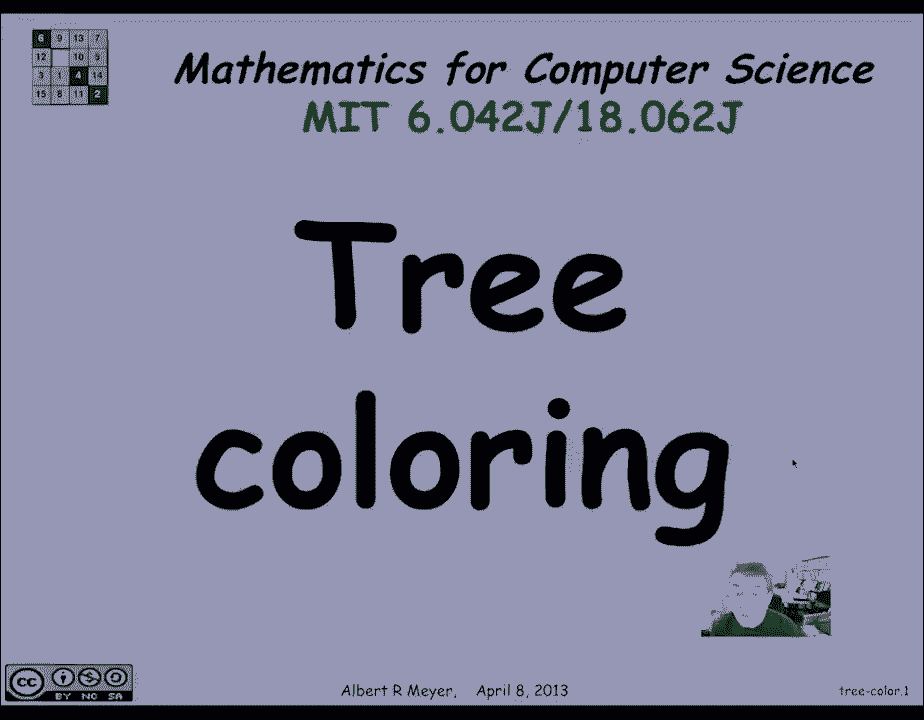 6 9 13 7
12 10 5
3 1 4 14
15 8 11 2
Mathematics for Computer Science
MIT 6.042J/18.062J
Tree
coloring
cc
BY NC SA
Albert R Meyer, April 8, 2013
tree-color.1